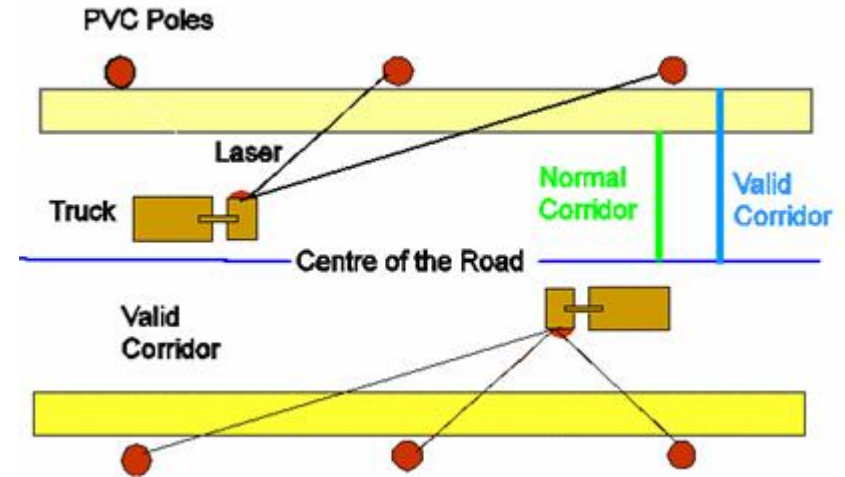 PVC Poles
Laser
Normal
Corridor
Valid
Corridor
Truck
Centre of the Road
Valid
Corridor